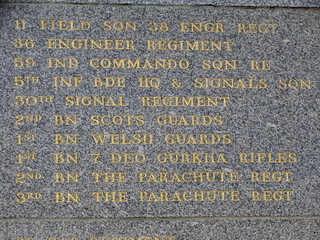 11 FIELD SQN 38 ENGR REGT
36 ENGINEER REGIMENT
59 IND COMMANDO SQN RE
5TH INF BDE HQ & SIGNALS SQN
30TH SIGNAL REGIMENT
2ND BN SCOTS GUARDS
1ST BN WELSH GUARDS
1ST BN 7 DEO GURKHA RIFLES
2ND BN THE PARACHUTE REGT
3RD BN THE PARACHUTE REGT